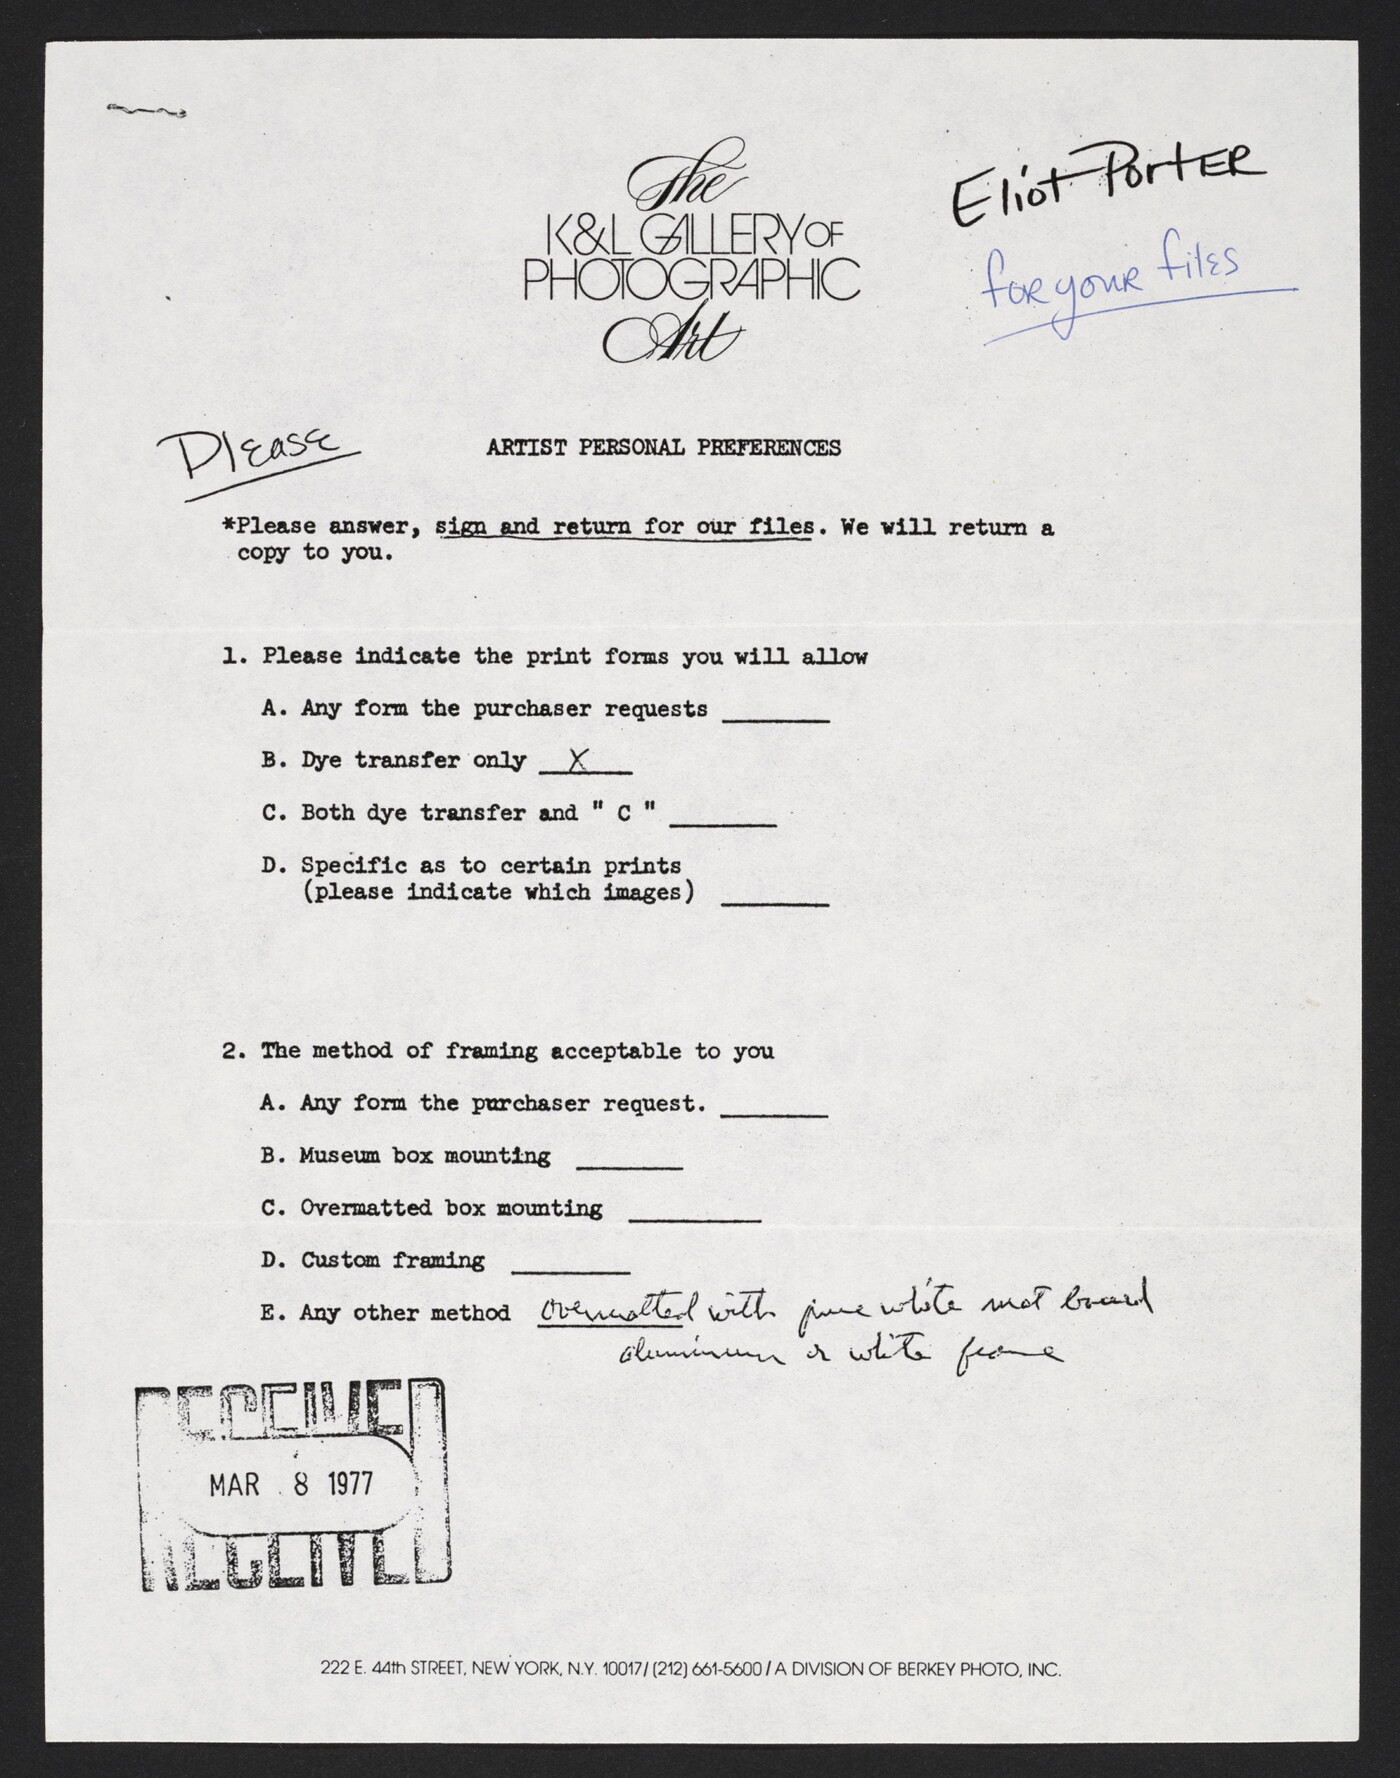 The
K&L GALLERY OF
PHOTOGRAPHIC
Art
Eliot Porter
for your files
Please
ARTIST PERSONAL PREFERENCES
*Please answer, sign and return for our files. We will return a
copy to you.
1. Please indicate the print forms you will allow
A. Any form the purchaser requests
B. Dye transfer only X
C. Both dye transfer and " C "
D. Specific as to certain prints
(please indicate which images)
2. The method of framing acceptable to you
A. Any form the purchaser request.
B. Museum box mounting
C. Overmatted box mounting
D. Custom framing
E. Any other method overmatted with pure white mat board
aluminum or white frame
RECEIVED
MAR 8 1977
RECEIVED
222 E. 44th STREET, NEW YORK, N.Y. 10017/(212) 661-5600/A DIVISION OF BERKEY PHOTO, INC.